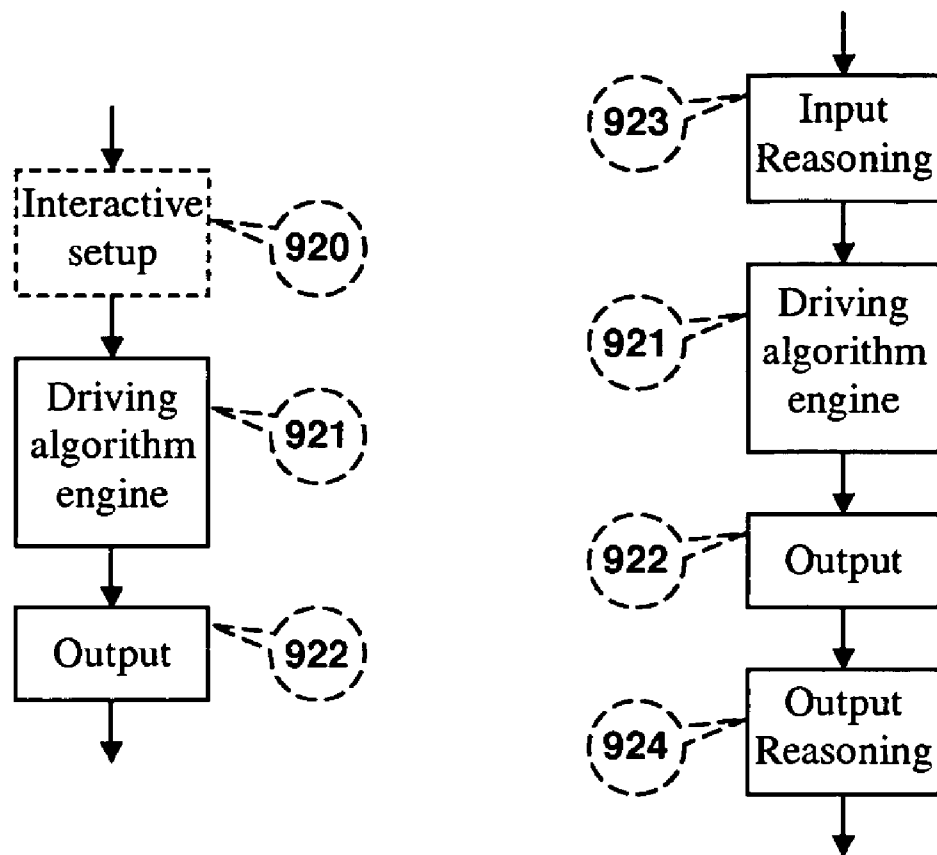 Interactive
setup
920
Driving
algorithm
engine
921
Output
922
Input
Reasoning
923
Driving
algorithm
engine
921
Output
922
Output
Reasoning
924